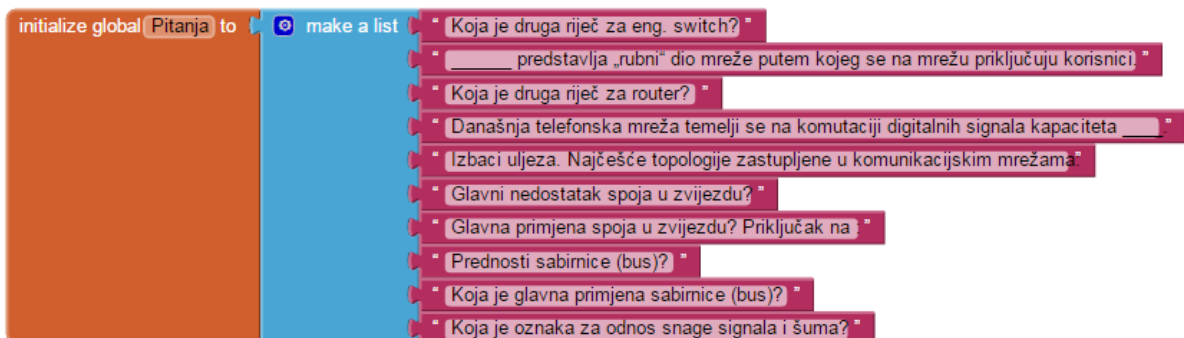 initialize global Pitanja to make a list " Koja je druga riječ za eng. switch? "
" ______ predstavlja „rubni“ dio mreže putem kojeg se na mrežu priključuju korisnici. "
" Koja je druga riječ za router? "
" Današnja telefonska mreža temelji se na komutaciji digitalnih signala kapaciteta ____. "
" Izbaci uljeza. Najčešće topologije zastupljene u komunikacijskim mrežama: "
" Glavni nedostatak spoja u zvijezdu? "
" Glavna primjena spoja u zvijezdu? Priključak na : "
" Prednosti sabirnice (bus)? "
" Koja je glavna primjena sabirnice (bus)? "
" Koja je oznaka za odnos snage signala i šuma? "